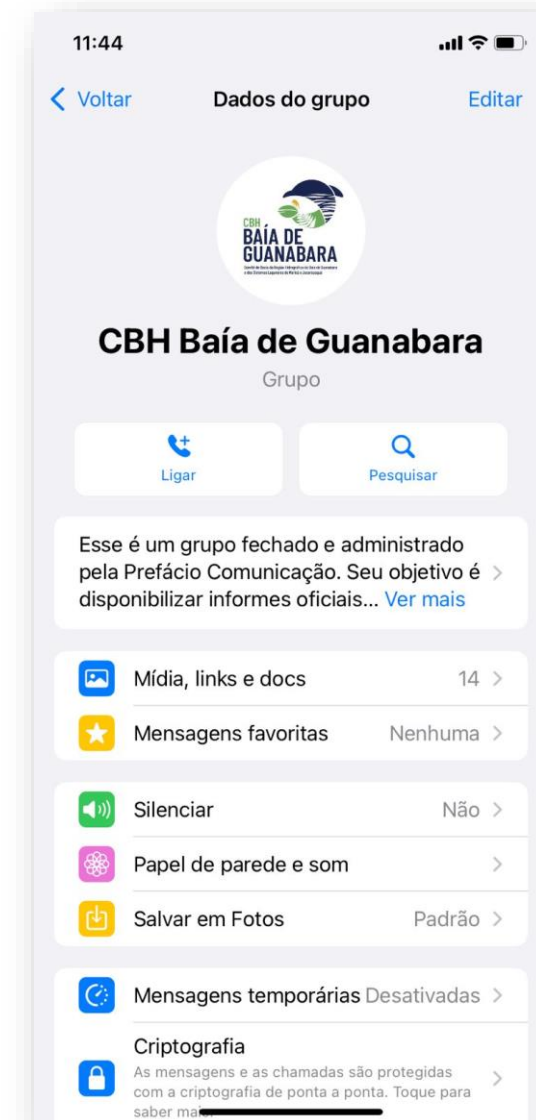 11:44
Voltar Dados do grupo Editar
CBH
BAÍA DE
GUANABARA
CBH Baía de Guanabara
Grupo
Ligar Pesquisar
Esse é um grupo fechado e administrado
pela Prefácio Comunicação. Seu objetivo é
disponibilizar informes oficiais... Ver mais
Mídia, links e docs 14
Mensagens favoritas Nenhuma
Silenciar Não
Papel de parede e som
Salvar em Fotos Padrão
Mensagens temporárias Desativadas
Criptografia
As mensagens e as chamadas são protegidas
com a criptografia de ponta a ponta. Toque para
saber mais.